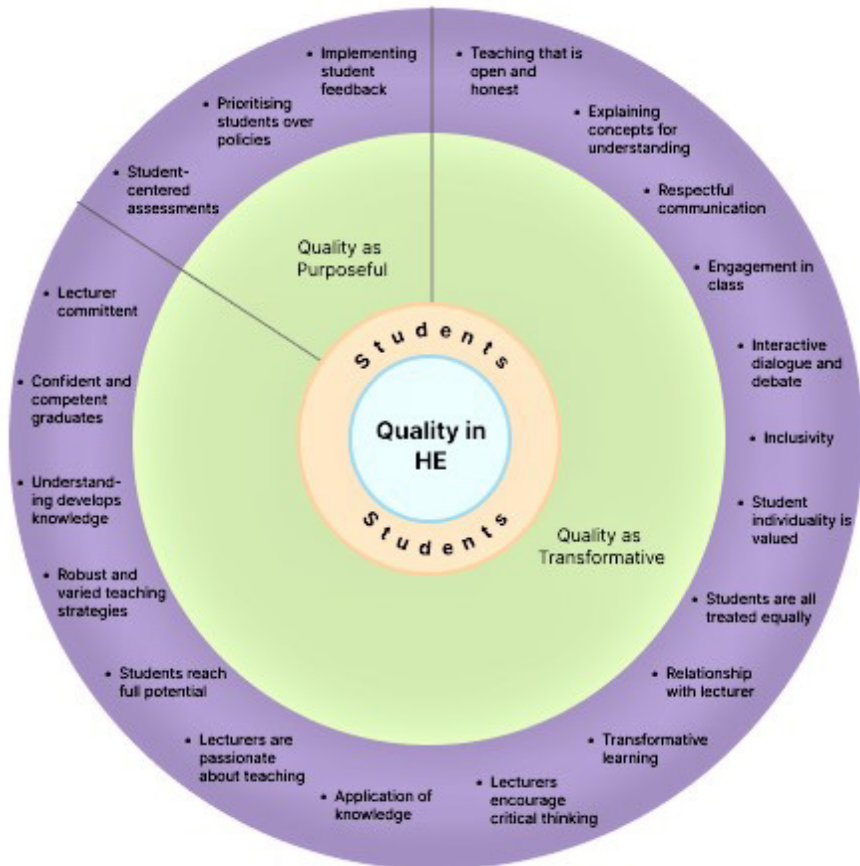 • Implementing
student
feedback
• Prioritising
students over
policies
• Student-
centered
assessments
Quality as
Purposeful
• Teaching that is
open and
honest
• Explaining
concepts for
understanding
• Respectful
communication
• Engagement in
class
• Interactive
dialogue and
debate
• Inclusivity
• Student
individuality is
valued
• Students are all
treated equally
• Relationship
with lecturer
• Transformative
learning
• Lecturers
encourage
critical thinking
• Application of
knowledge
• Lecturers are
passionate
about teaching
• Students reach
full potential
• Robust and
varied teaching
strategies
• Understand-
ing develops
knowledge
• Confident and
competent
graduates
• Lecturer
committent
Quality as
Transformative
Students
Quality in
HE
Students